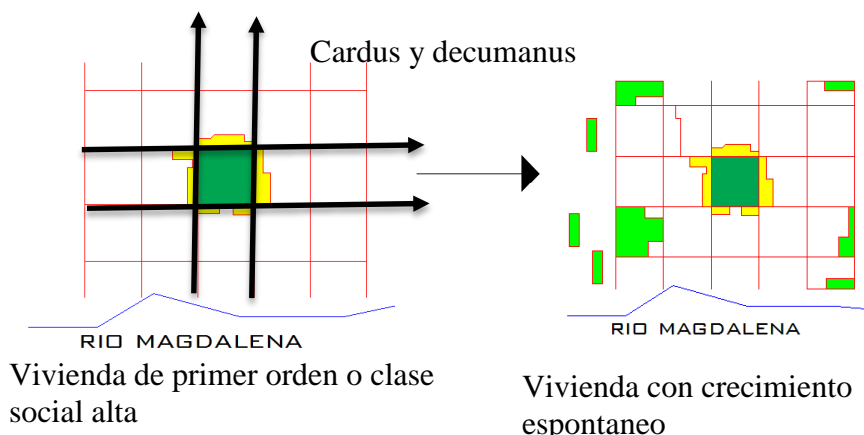 Cardus y decumanus
RIO MAGDALENA
RIO MAGDALENA
Vivienda de primer orden o clase
social alta
Vivienda con crecimiento
espontaneo